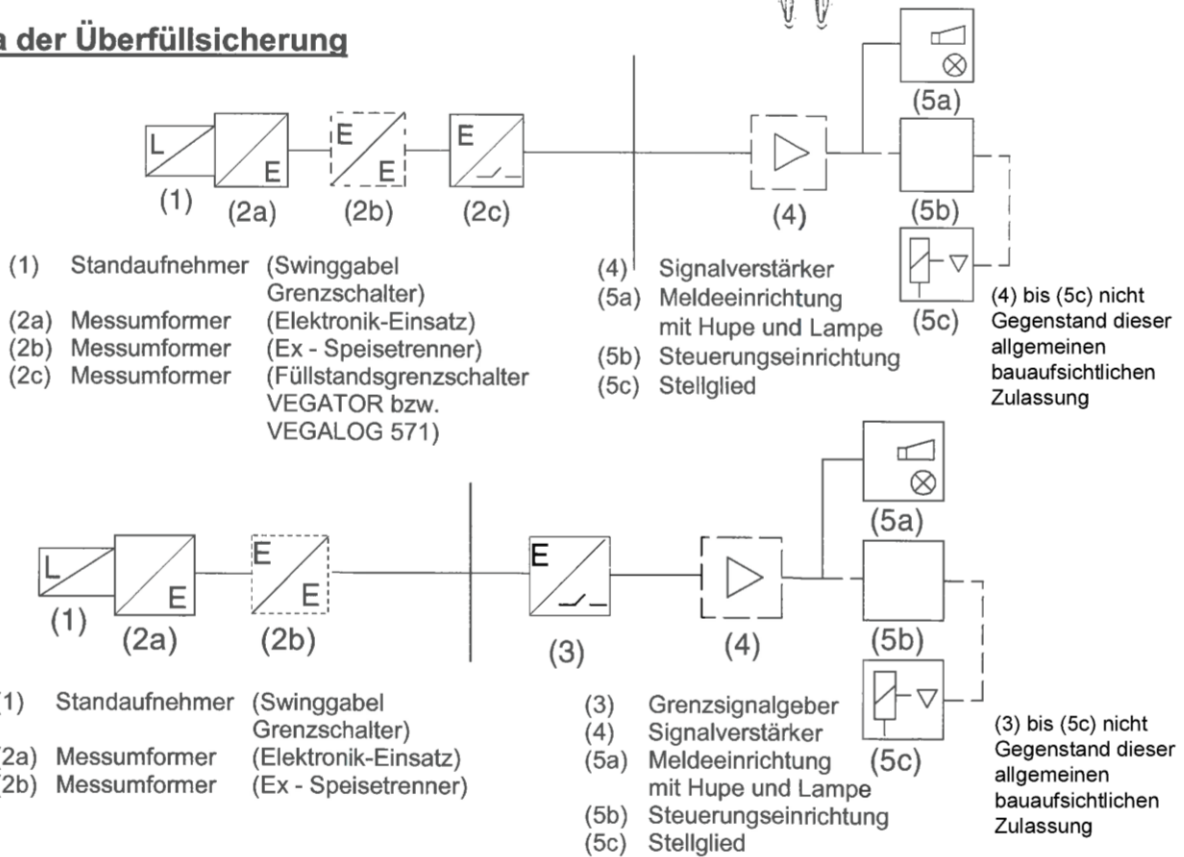 a der Überfüllsicherung
L
E
E
E
E
(1)
(2a)
(2b)
(2c)
(4)
(5a)
(5b)
(5c)
(1) Standaufnehmer (Swinggabel
Grenzschalter)
(2a) Messumformer (Elektronik-Einsatz)
(2b) Messumformer (Ex - Speisetrenner)
(2c) Messumformer (Füllstandsgrenzschalter
VEGATOR bzw.
VEGALOG 571)
(4) Signalverstärker
(5a) Meldeeinrichtung
mit Hupe und Lampe
(5b) Steuerungseinrichtung
(5c) Stellglied
(4) bis (5c) nicht
Gegenstand dieser
allgemeinen
bauaufsichtlichen
Zulassung
L
E
E
E
E
(1)
(2a)
(2b)
(3)
(4)
(5a)
(5b)
(5c)
(1) Standaufnehmer (Swinggabel
Grenzschalter)
(2a) Messumformer (Elektronik-Einsatz)
(2b) Messumformer (Ex - Speisetrenner)
(3) Grenzsignalgeber
(4) Signalverstärker
(5a) Meldeeinrichtung
mit Hupe und Lampe
(5b) Steuerungseinrichtung
(5c) Stellglied
(3) bis (5c) nicht
Gegenstand dieser
allgemeinen
bauaufsichtlichen
Zulassung